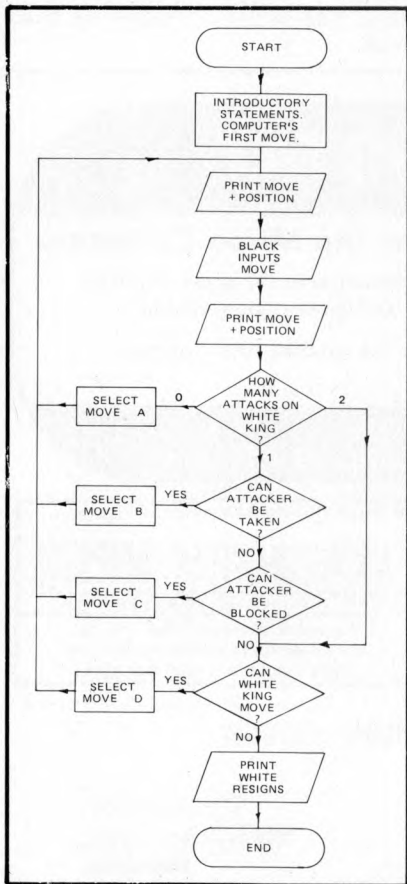 START
INTRODUCTORY
STATEMENTS.
COMPUTER'S
FIRST MOVE.
PRINT MOVE
+ POSITION
BLACK
INPUTS
MOVE
PRINT MOVE
+ POSITION
HOW
MANY
ATTACKS ON
WHITE
KING
?
0
2
SELECT
MOVE A
1
CAN
ATTACKER
BE
TAKEN
?
YES
SELECT
MOVE B
NO
CAN
ATTACKER
BE
BLOCKED
?
YES
SELECT
MOVE C
NO
CAN
WHITE
KING
MOVE
?
YES
SELECT
MOVE D
NO
PRINT
WHITE
RESIGNS
END